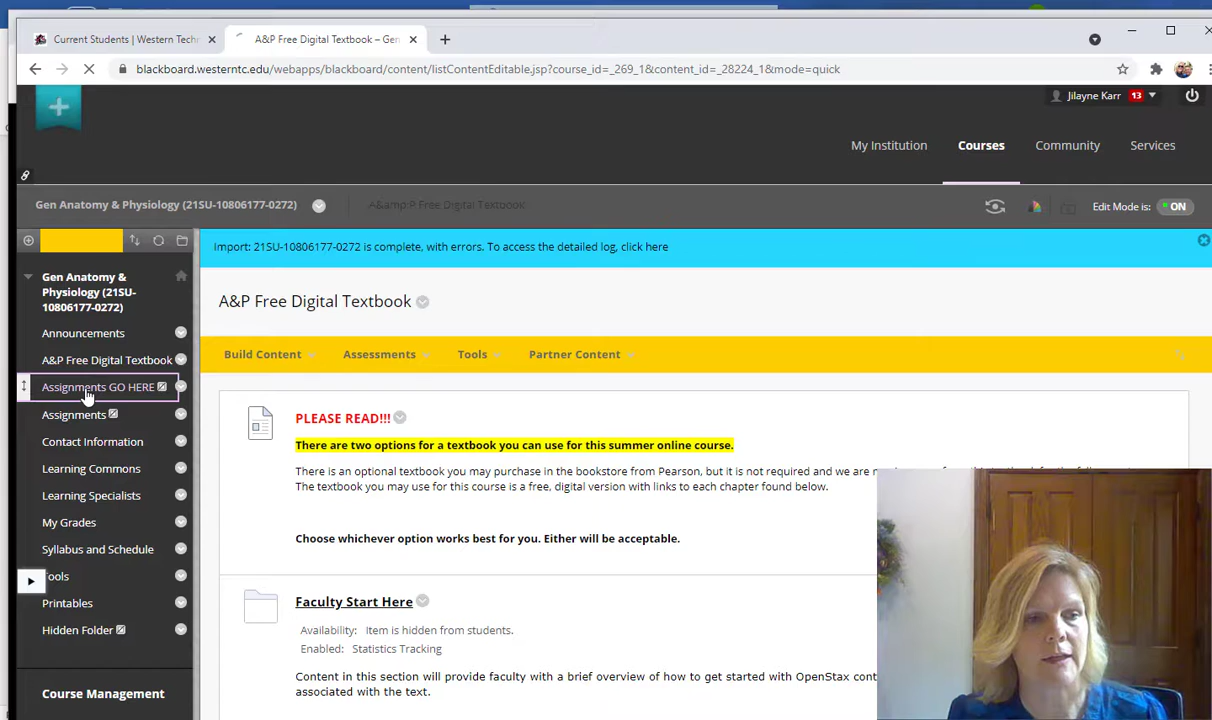 Current Students | Western Techn
A&P Free Digital Textbook – Gen
blackboard.westerntc.edu/webapps/blackboard/content/listContentEditable.jsp?course_id=_269_1&content_id=_28224_1&mode=quick
Jilayne Karr 13
My Institution Courses Community Services
Gen Anatomy & Physiology (21SU-10806177-0272) A&amp;P Free Digital Textbook Edit Mode is: ON
Import: 21SU-10806177-0272 is complete, with errors. To access the detailed log, click here
Gen Anatomy &
Physiology (21SU-
10806177-0272)
Announcements
A&P Free Digital Textbook
Assignments GO HERE
Assignments
Contact Information
Learning Commons
Learning Specialists
My Grades
Syllabus and Schedule
Tools
Printables
Hidden Folder
Course Management
A&P Free Digital Textbook
Build Content Assessments Tools Partner Content
PLEASE READ!!!
There are two options for a textbook you can use for this summer online course.
There is an optional textbook you may purchase in the bookstore from Pearson, but it is not required and we are
The textbook you may use for this course is a free, digital version with links to each chapter found below.
Choose whichever option works best for you. Either will be acceptable.
Faculty Start Here
Availability: Item is hidden from students.
Enabled: Statistics Tracking
Content in this section will provide faculty with a brief overview of how to get started with OpenStax cont
associated with the text.